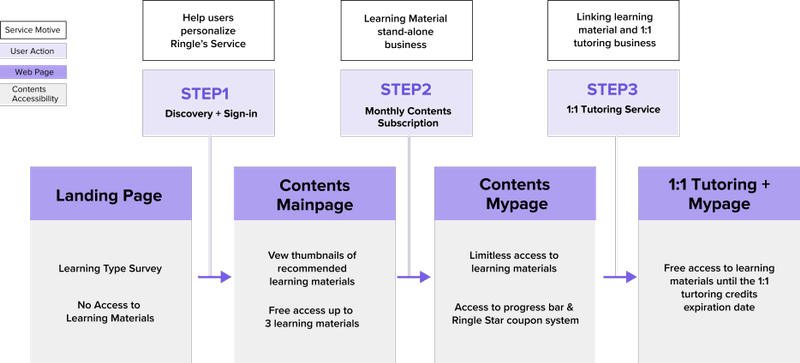 Service Motive
User Action
Web Page
Contents
Accessibility
Help users
personalize
Ringle's Service
Learning Material
stand-alone
business
Linking learning
material and 1:1
tutoring business
STEP1
Discovery + Sign-in
STEP2
Monthly Contents
Subscription
STEP3
1:1 Tutoring Service
Landing Page
Learning Type Survey
No Access to
Learning Materials
Contents
Mainpage
Vew thumbnails of
recommended
learning materials
Free access up to
3 learning materials
Contents
Mypage
Limitless access to
learning materials
Access to progress bar &
Ringle Star coupon system
1:1 Tutoring +
Mypage
Free access to learning
materials until the 1:1
turtoring credits
expiration date